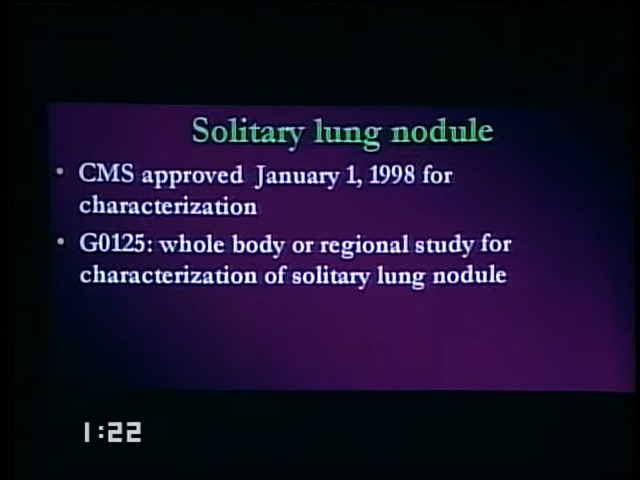 Solitary lung nodule
• CMS approved January 1, 1998 for
characterization
• G0125: whole body or regional study for
characterization of solitary lung nodule
1:22